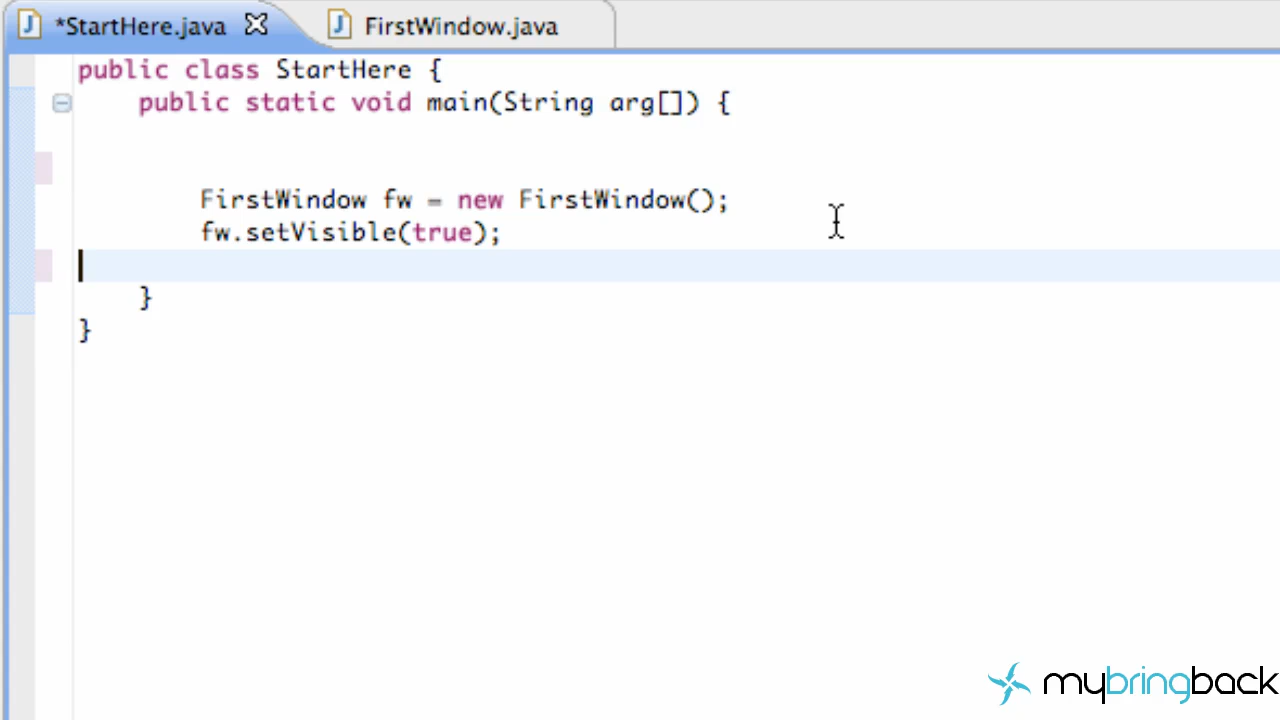 *StartHere.java
FirstWindow.java
public class StartHere {
public static void main(String arg[]) {
FirstWindow fw = new FirstWindow();
fw.setVisible(true);
}
}
mybringback